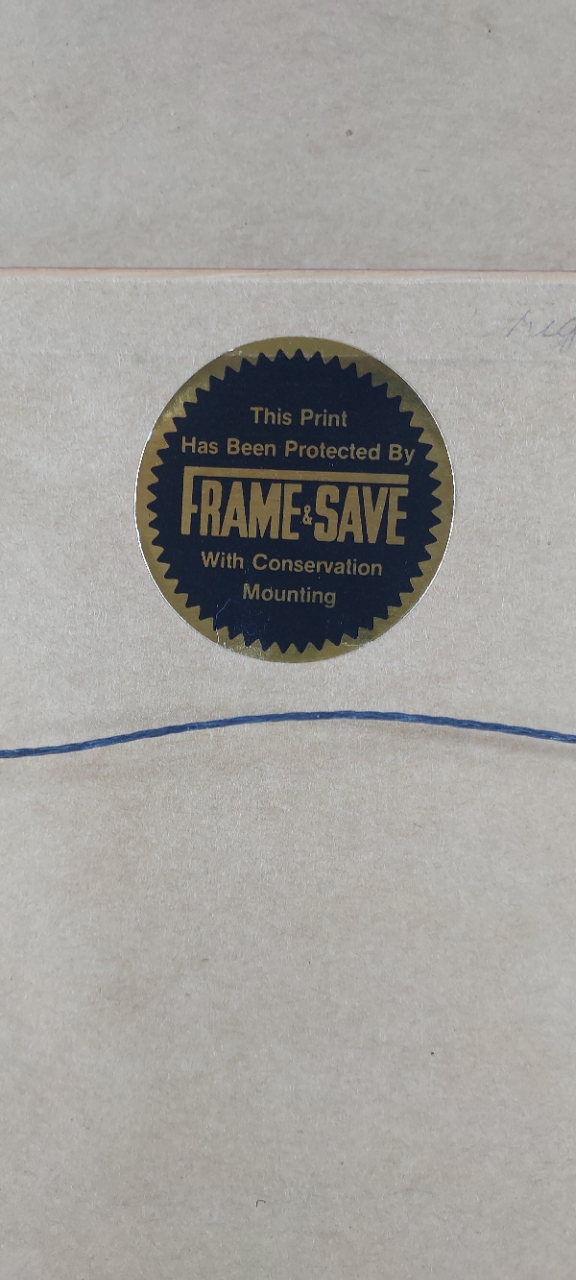 This Print
Has Been Protected By
FRAME & SAVE
With Conservation
Mounting